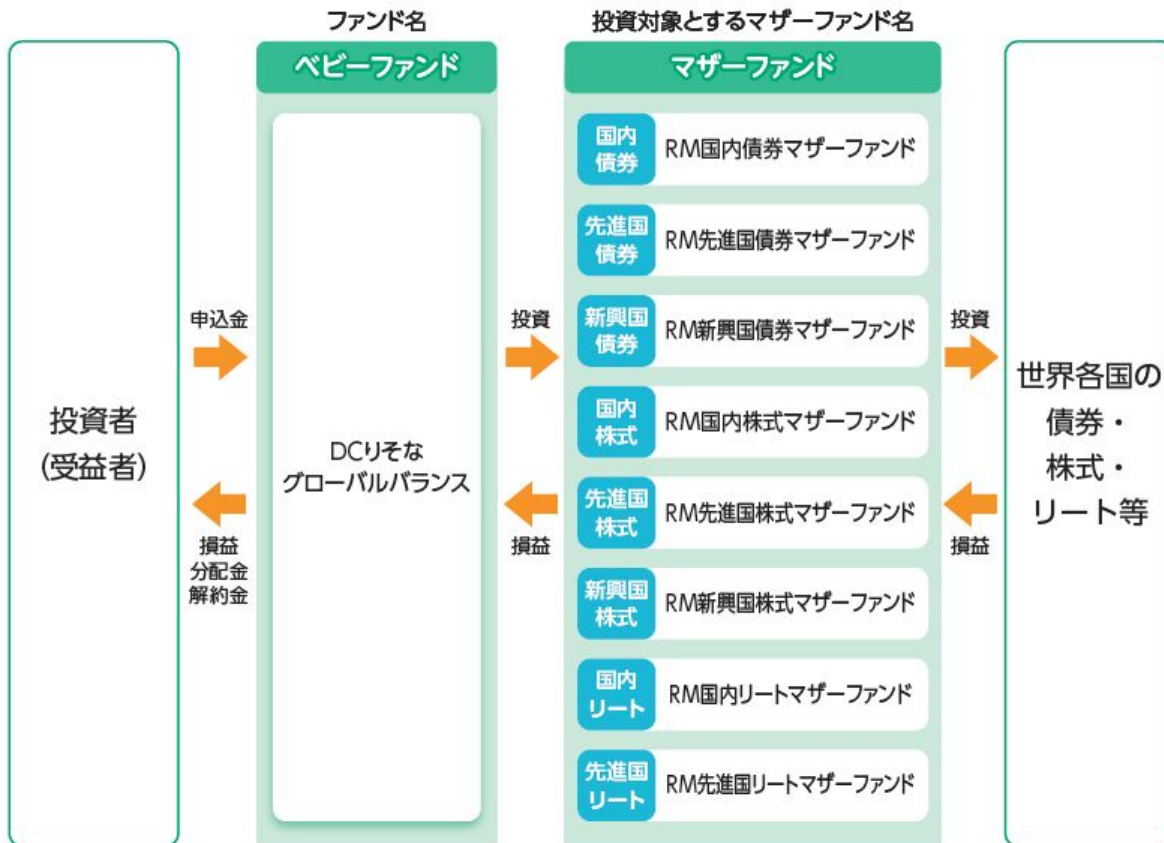 ファンド名
投資対象とするマザーファンド名
ベビーファンド
マザーファンド
投資者
(受益者)
申込金
損益
分配金
解約金
DCりそな
グローバルバランス
投資
損益
国内
債券
RM国内債券マザーファンド
先進国
債券
RM先進国債券マザーファンド
新興国
債券
RM新興国債券マザーファンド
国内
株式
RM国内株式マザーファンド
先進国
株式
RM先進国株式マザーファンド
新興国
株式
RM新興国株式マザーファンド
国内
リート
RM国内リートマザーファンド
先進国
リート
RM先進国リートマザーファンド
投資
損益
世界各国の
債券・
株式・
リート等